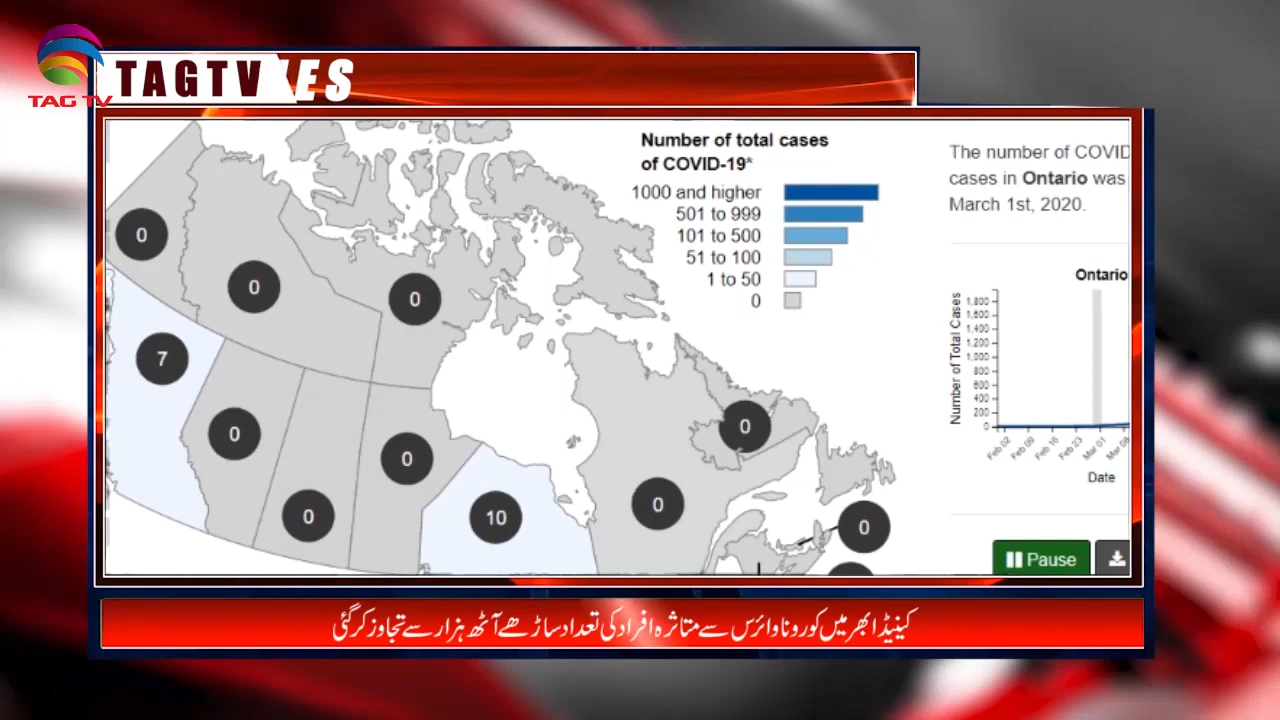 TAG TV
TAGTV
ES
Number of total cases
of COVID-19*
1000 and higher
501 to 999
101 to 500
51 to 100
1 to 50
0
The number of COVID
cases in Ontario was
March 1st, 2020.
0
0
0
7
0
0
0
10
0
0
0
Ontario
Number of Total Cases
1,800
1,600
1,400
1,200
1,000
800
600
400
200
0
Feb 02
Feb 09
Feb 16
Feb 23
Mar 01
Mar 08
Date
Pause
کینیڈا بھر میں کورونا وائرس سے متاثرہ افراد کی تعداد ساڑھے آٹھ ہزار سے تجاوز کر گئی